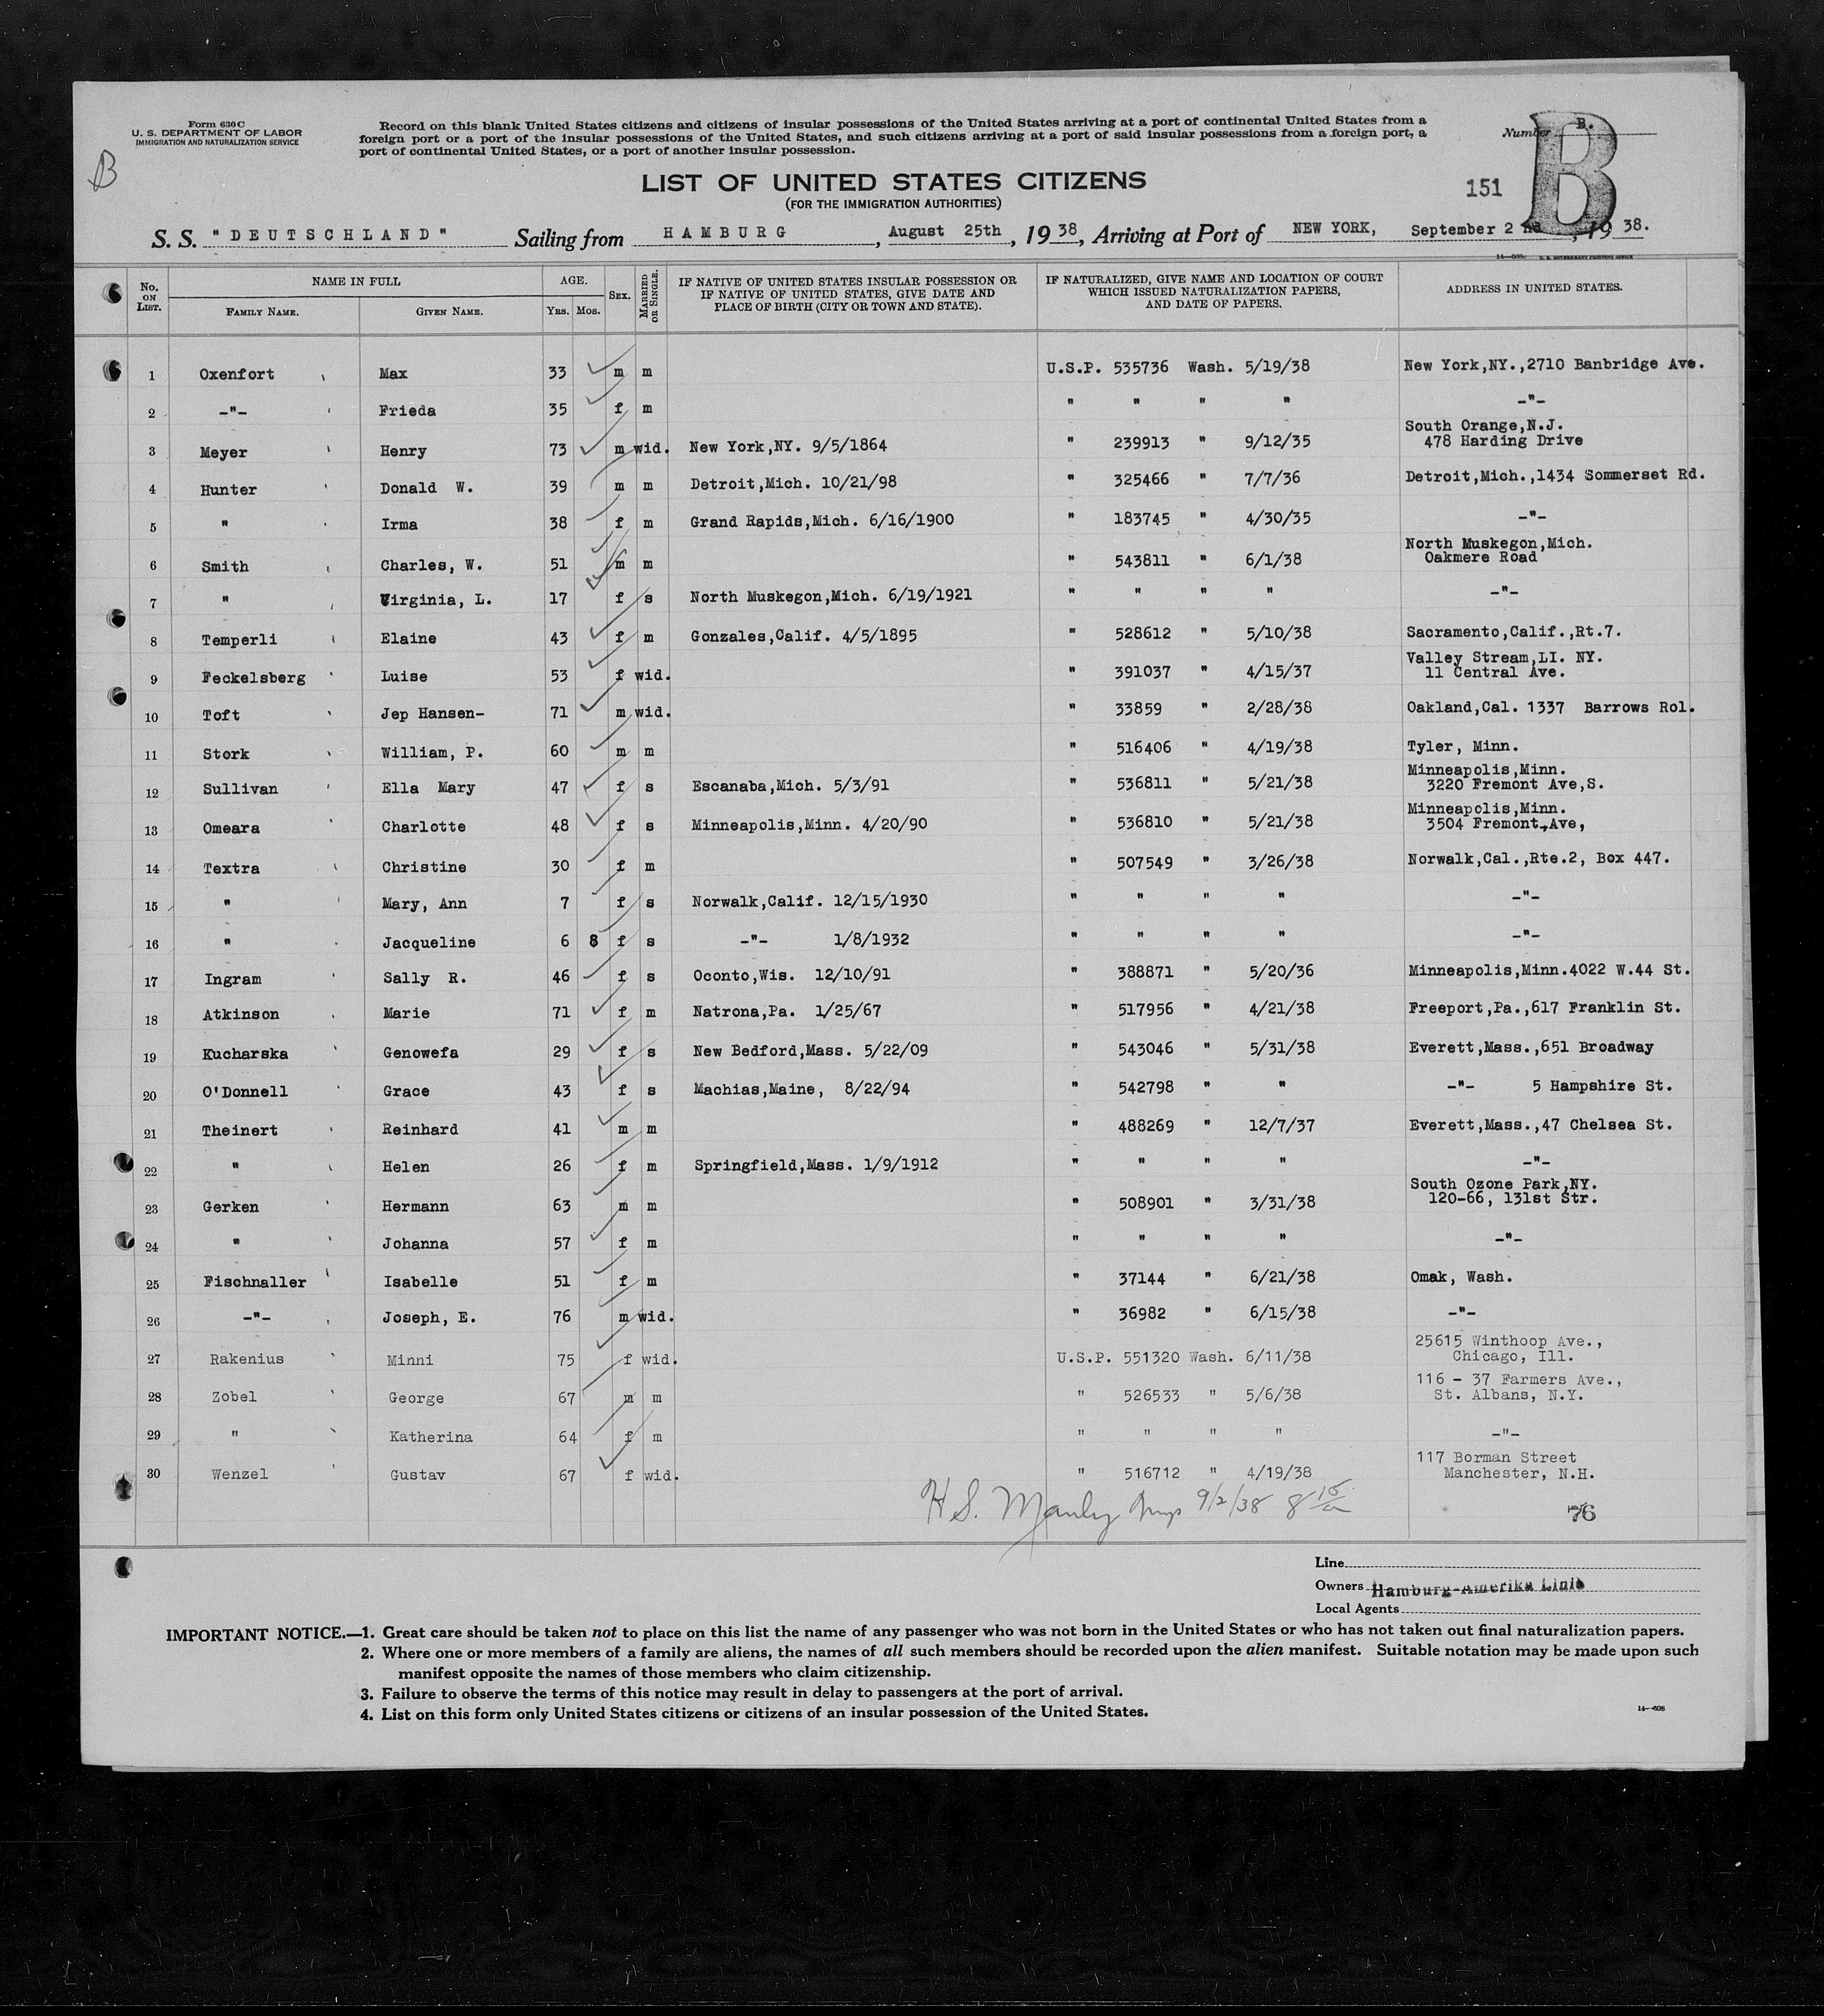 Form 630 C
U. S. DEPARTMENT OF LABOR
IMMIGRATION AND NATURALIZATION SERVICE
B
Record on this blank United States citizens and citizens of insular possessions of the United States arriving at a port of continental United States from a
foreign port or a port of the insular possessions of the United States, and such citizens arriving at a port of said insular possessions from a foreign port, a
port of continental United States, or a port of another insular possession.
Number B.
B
LIST OF UNITED STATES CITIZENS
(FOR THE IMMIGRATION AUTHORITIES)
151
S. S. "DEUTSCHLAND" Sailing from HAMBURG, August 25th, 1938, Arriving at Port of NEW YORK, September 2 nd, 1938.
No. ON LIST. NAME IN FULL FAMILY NAME. GIVEN NAME. AGE. YRS. MOS. SEX. MARRIED OR SINGLE. IF NATIVE OF UNITED STATES INSULAR POSSESSION OR IF NATIVE OF UNITED STATES, GIVE DATE AND PLACE OF BIRTH (CITY OR TOWN AND STATE). IF NATURALIZED, GIVE NAME AND LOCATION OF COURT WHICH ISSUED NATURALIZATION PAPERS, AND DATE OF PAPERS. ADDRESS IN UNITED STATES.
1 Oxenfort Max 33 m m U.S.P. 535736 Wash. 5/19/38 New York,NY.,2710 Banbridge Ave.
2 -"- Frieda 35 f m " " " " -"-
3 Meyer Henry 73 m wid. New York,NY. 9/5/1864 " 239913 " 9/12/35 South Orange,N.J. 478 Harding Drive
4 Hunter Donald W. 39 m m Detroit,Mich. 10/21/98 " 325466 " 7/7/36 Detroit,Mich.,1434 Sommerset Rd.
5 " Irma 38 f m Grand Rapids,Mich. 6/16/1900 " 183745 " 4/30/35 -"-
6 Smith Charles, W. 51 m m " 543811 " 6/1/38 North Muskegon,Mich. Oakmere Road
7 " Virginia, L. 17 f s North Muskegon,Mich. 6/19/1921 " " " " -"-
8 Temperli Elaine 43 f m Gonzales,Calif. 4/5/1895 " 528612 " 5/10/38 Sacramento,Calif.,Rt.7.
9 Feckelsberg Luise 53 f wid. " 391037 " 4/15/37 Valley Stream,LI. NY. 11 Central Ave.
10 Toft Jep Hansen- 71 m wid. " 33859 " 2/28/38 Oakland,Cal. 1337 Barrows Rol.
11 Stork William, P. 60 m m " 516406 " 4/19/38 Tyler, Minn.
12 Sullivan Ella Mary 47 f s Escanaba,Mich. 5/3/91 " 536811 " 5/21/38 Minneapolis,Minn. 3220 Fremont Ave,S.
13 Omeara Charlotte 48 f s Minneapolis,Minn. 4/20/90 " 536810 " 5/21/38 Minneapolis,Minn. 3504 Fremont,Ave,
14 Textra Christine 30 f m " 507549 " 3/26/38 Norwalk,Cal.,Rte.2, Box 447.
15 " Mary, Ann 7 f s Norwalk,Calif. 12/15/1930 " " " " -"-
16 " Jacqueline 6 8 f s -"- 1/8/1932 " " " " -"-
17 Ingram Sally R. 46 f s Oconto,Wis. 12/10/91 " 388871 " 5/20/36 Minneapolis,Minn.4022 W.44 St.
18 Atkinson Marie 71 f m Natrona,Pa. 1/25/67 " 517956 " 4/21/38 Freeport,Pa.,617 Franklin St.
19 Kucharska Genowefa 29 f s New Bedford,Mass. 5/22/09 " 543046 " 5/31/38 Everett,Mass.,651 Broadway
20 O'Donnell Grace 43 f s Machias,Maine, 8/22/94 " 542798 " " -"- 5 Hampshire St.
21 Theinert Reinhard 41 m m " 488269 " 12/7/37 Everett,Mass.,47 Chelsea St.
22 " Helen 26 f m Springfield,Mass. 1/9/1912 " " " " -"-
23 Gerken Hermann 63 m m " 508901 " 3/31/38 South Ozone Park,NY. 120-66, 131st Str.
24 " Johanna 57 f m " " " " -"-
25 Fischnaller Isabelle 51 f m " 37144 " 6/21/38 Omak, Wash.
26 -"- Joseph, E. 76 m wid. " 36982 " 6/15/38 -"-
27 Rakenius Minni 75 f wid. U.S.P. 551320 Wash. 6/11/38 25615 Winthoop Ave., Chicago, Ill.
28 Zobel George 67 m m " 526533 " 5/6/38 116 - 37 Farmers Ave., St. Albans, N.Y.
29 " Katherina 64 f m " " " " -"-
30 Wenzel Gustav 67 f wid. " 516712 " 4/19/38 117 Borman Street Manchester, N.H.
H S. Manly 9/2/38 8 15/a
76
Line
Owners Hamburg-Amerika Linie
Local Agents
IMPORTANT NOTICE.—1. Great care should be taken not to place on this list the name of any passenger who was not born in the United States or who has not taken out final naturalization papers.
2. Where one or more members of a family are aliens, the names of all such members should be recorded upon the alien manifest. Suitable notation may be made upon such
manifest opposite the names of those members who claim citizenship.
3. Failure to observe the terms of this notice may result in delay to passengers at the port of arrival.
4. List on this form only United States citizens or citizens of an insular possession of the United States.
14—608